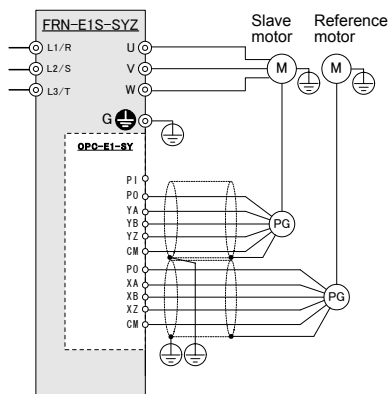 FRN-E1S-SYZ
Slave motor
Reference motor
L1/R
L2/S
L3/T
U
V
W
M
M
G
OPC-E1-SY
PI
PO
YA
YB
YZ
CM
PG
PO
XA
XB
XZ
CM
PG